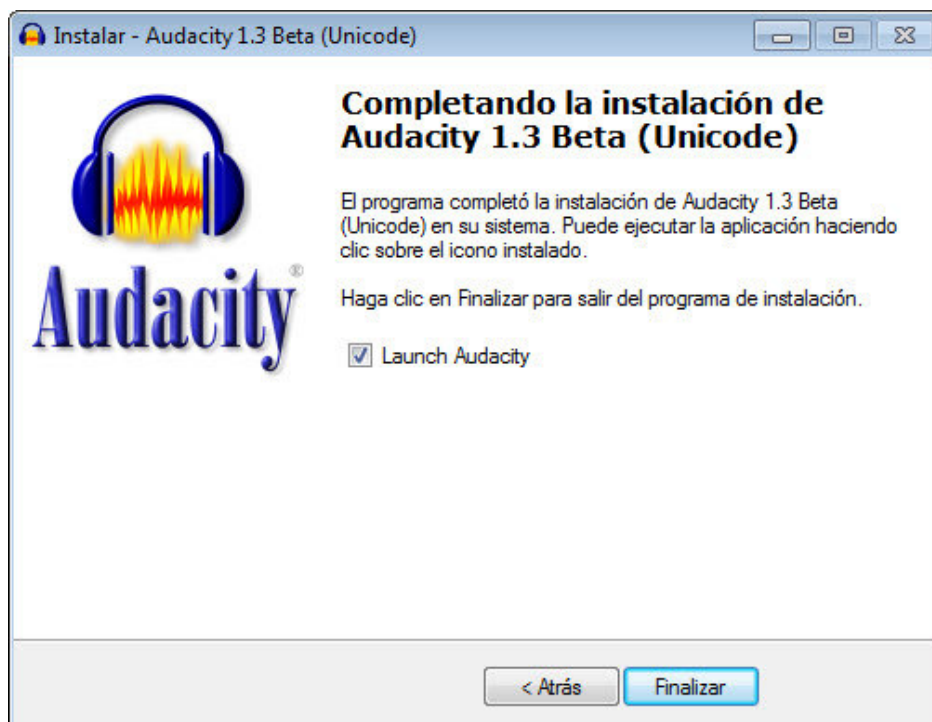 Instalar - Audacity 1.3 Beta (Unicode)
Completando la instalación de
Audacity 1.3 Beta (Unicode)
El programa completó la instalación de Audacity 1.3 Beta
(Unicode) en su sistema. Puede ejecutar la aplicación haciendo
clic sobre el icono instalado.
Haga clic en Finalizar para salir del programa de instalación.
Launch Audacity
Audacity®
< Atrás
Finalizar